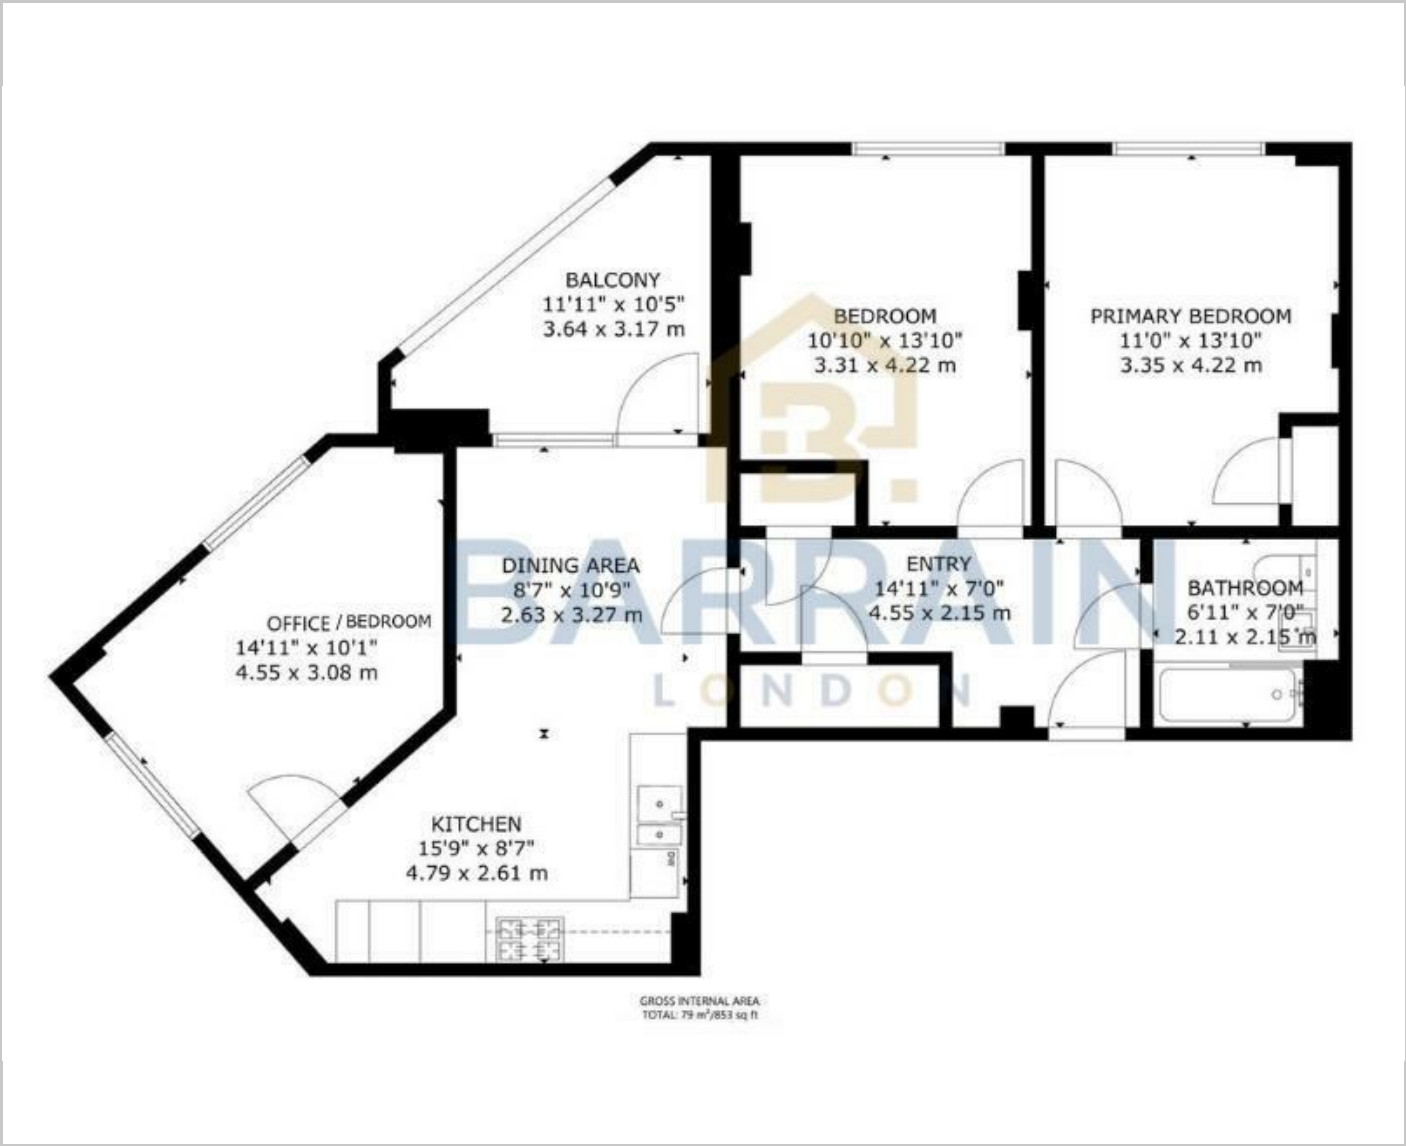 BALCONY
11'11" x 10'5"
3.64 x 3.17 m
BEDROOM
10'10" x 13'10"
3.31 x 4.22 m
PRIMARY BEDROOM
11'0" x 13'10"
3.35 x 4.22 m
B.
BARRAIN
LONDON
DINING AREA
8'7" x 10'9"
2.63 x 3.27 m
ENTRY
14'11" x 7'0"
4.55 x 2.15 m
BATHROOM
6'11" x 7'0"
2.11 x 2.15 m
OFFICE / BEDROOM
14'11" x 10'1"
4.55 x 3.08 m
KITCHEN
15'9" x 8'7"
4.79 x 2.61 m
DW
GROSS INTERNAL AREA
TOTAL: 79 m²/853 sq ft